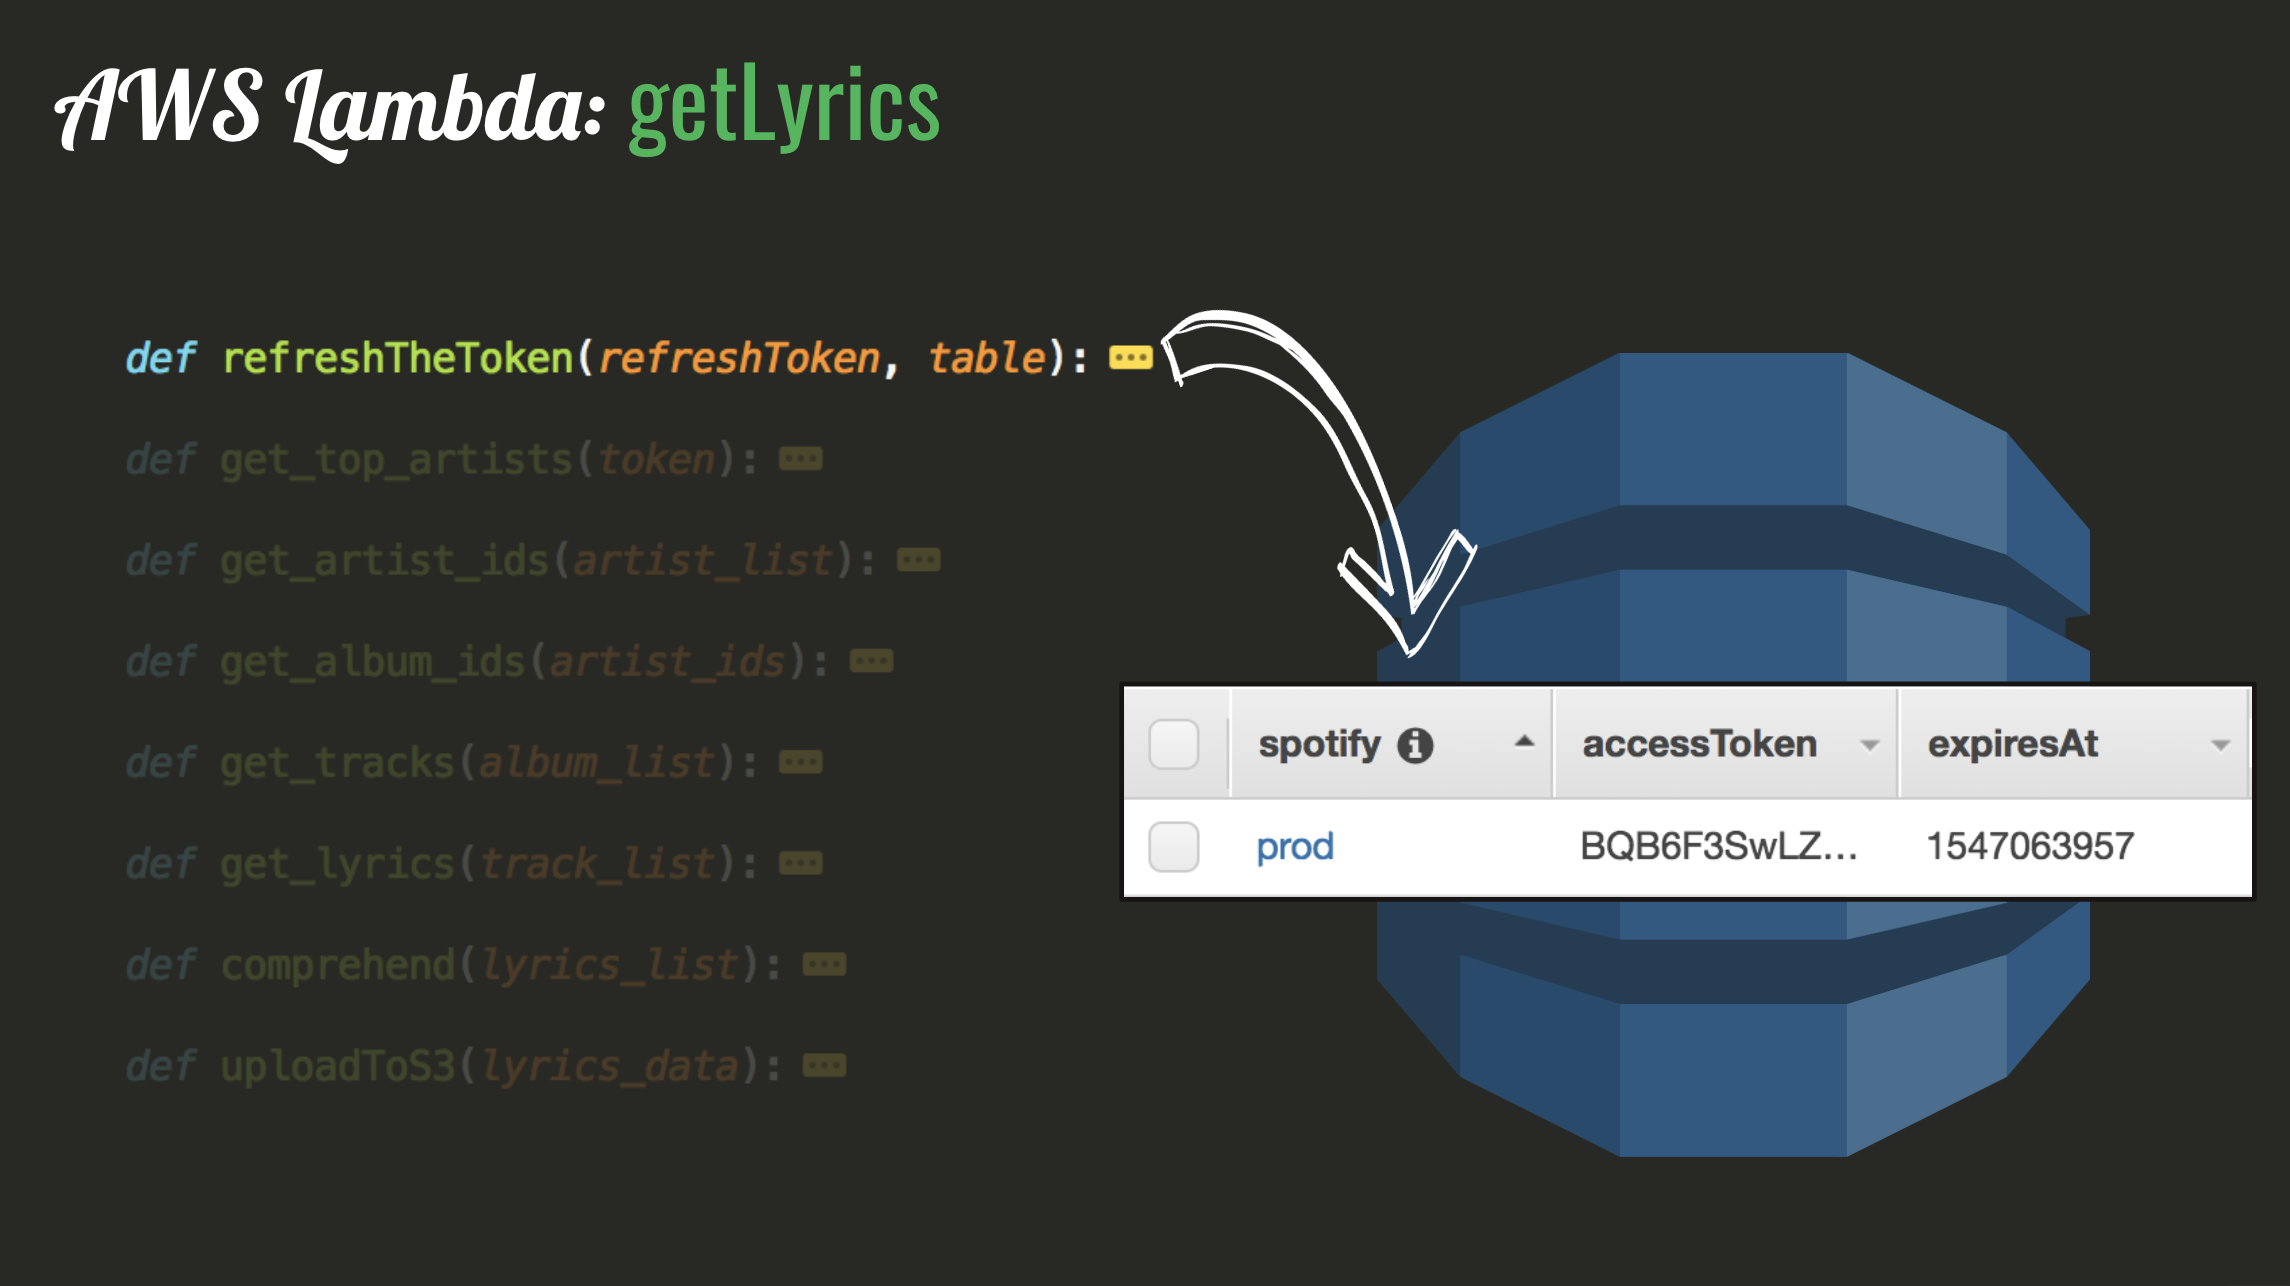 AWS Lambda: getLyrics
def refreshTheToken(refreshToken, table):
def get_top_artists(token):
def get_artist_ids(artist_list):
def get_album_ids(artist_ids):
def get_tracks(album_list):
def get_lyrics(track_list):
def comprehend(lyrics_list):
def uploadToS3(lyrics_data):
spotify accessToken expiresAt
prod BQB6F3SwLZ... 1547063957